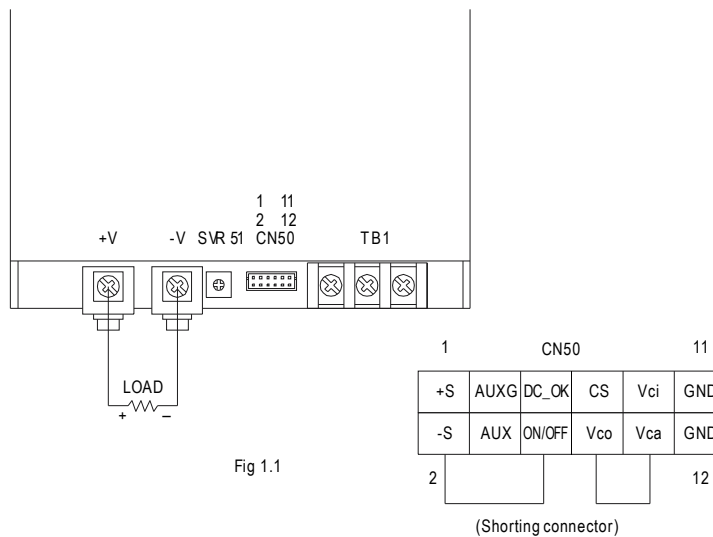 1 11
2 12
+V -V SVR 51 CN50 TB1
LOAD
+ −
Fig 1.1
1 CN50 11
+S AUXG DC_OK CS Vci GND
-S AUX ON/OFF Vco Vca GND
2 12
(Shorting connector)